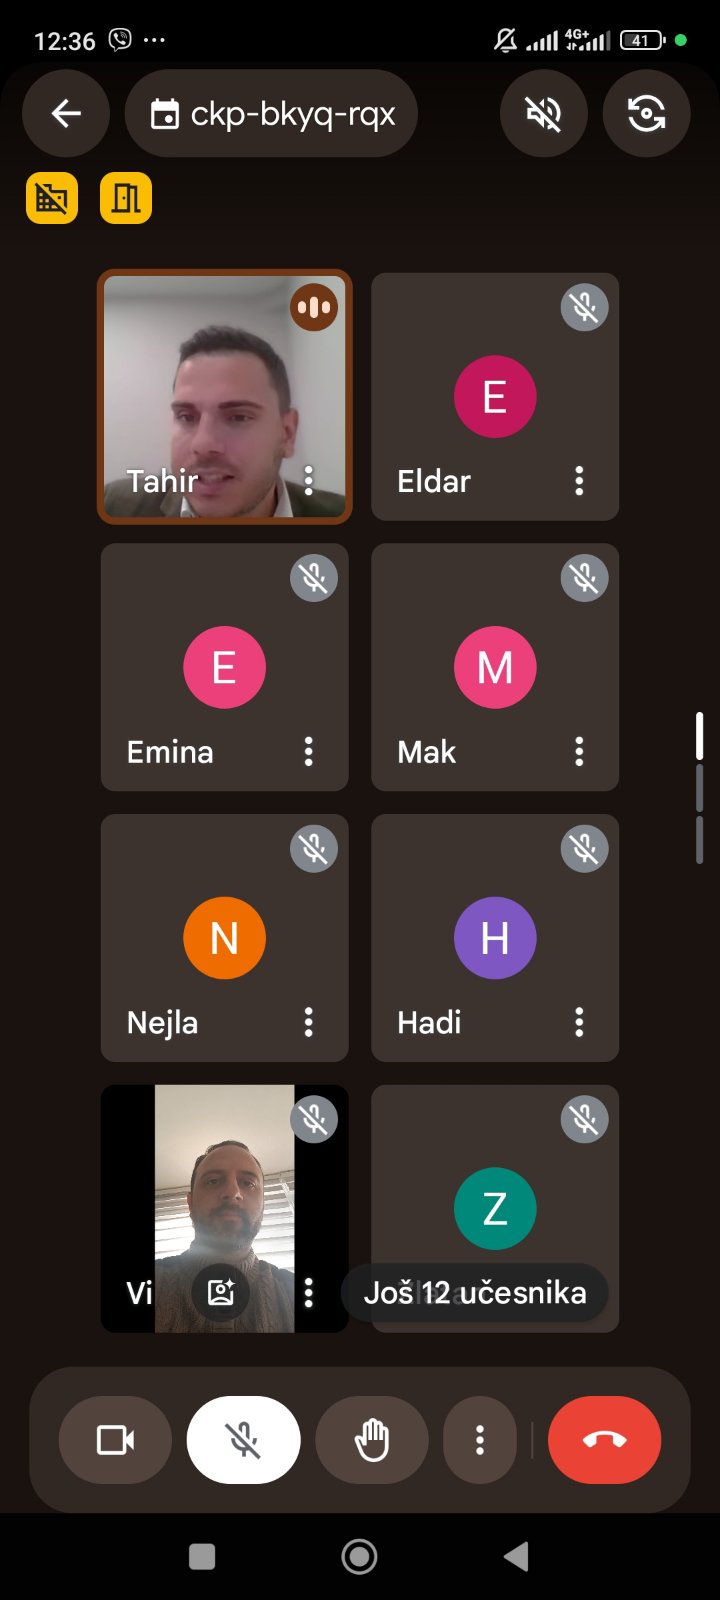 12:36
4G+
41
ckp-bkyq-rqx
Tahir
E
Eldar
E
Emina
M
Mak
N
Nejla
H
Hadi
Vi
Z
Još 12 učesnika